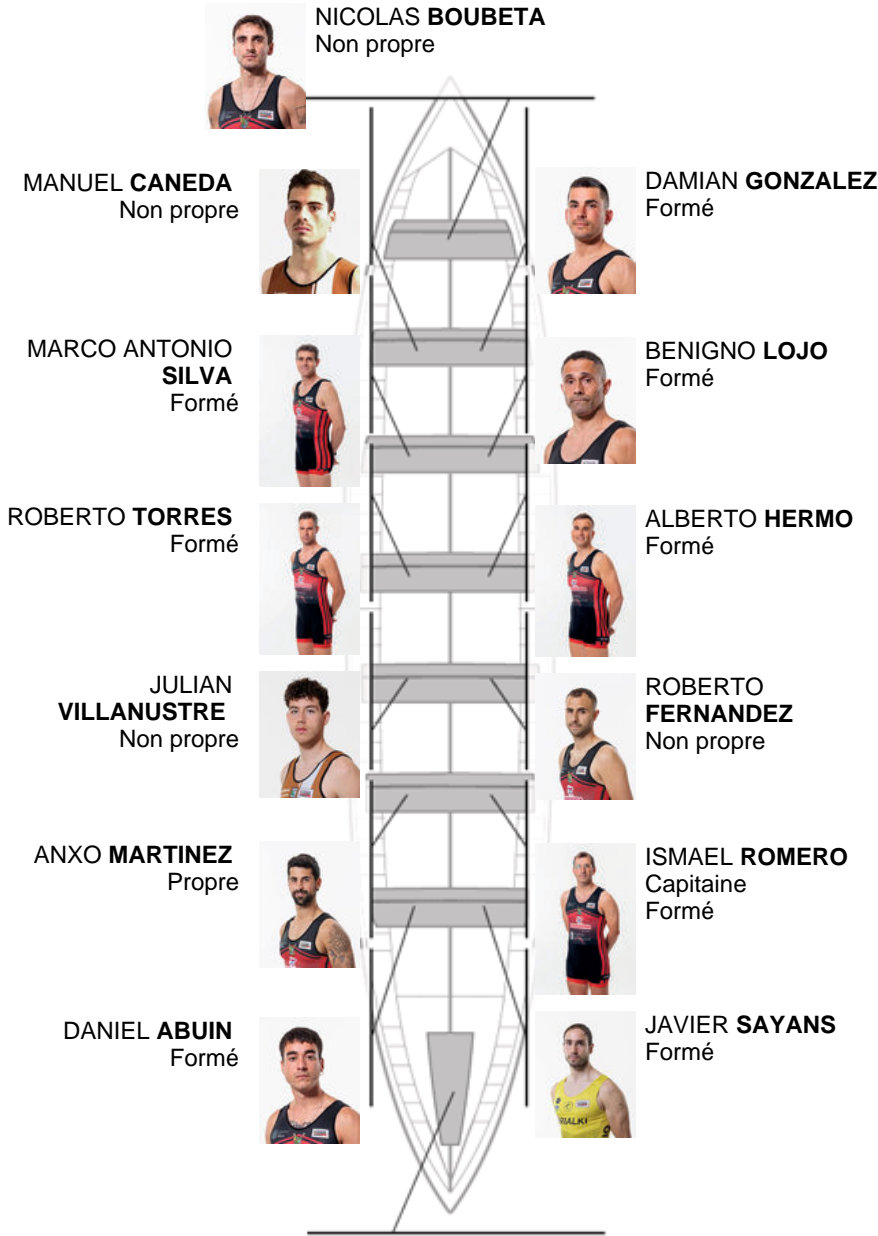 NICOLAS BOUBETA
Non propre
MANUEL CANEDA
Non propre
DAMIAN GONZALEZ
Formé
MARCO ANTONIO
SILVA
Formé
BENIGNO LOJO
Formé
ROBERTO TORRES
Formé
ALBERTO HERMO
Formé
JULIAN
VILLANUSTRE
Non propre
ROBERTO
FERNANDEZ
Non propre
ANXO MARTINEZ
Propre
ISMAEL ROMERO
Capitaine
Formé
DANIEL ABUIN
Formé
JAVIER SAYANS
Formé